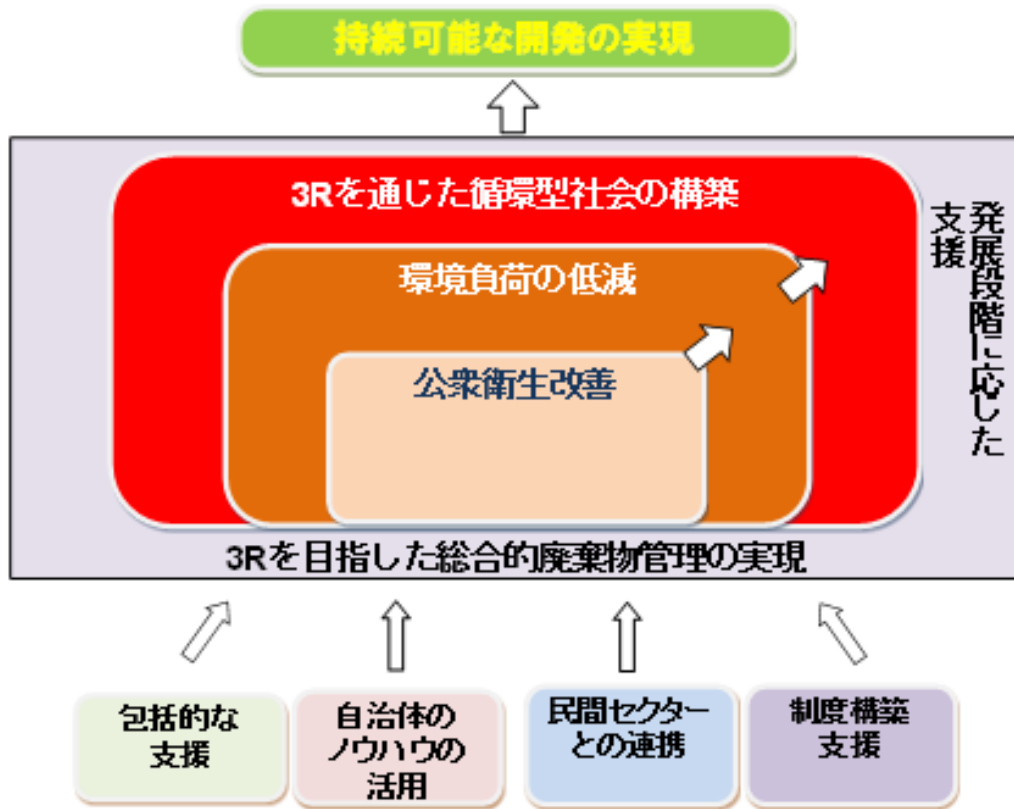 持続可能な開発の実現
3Rを通じた循環型社会の構築
環境負荷の低減
公衆衛生改善
発展段階に応じた
支援
3Rを目指した総合的廃棄物管理の実現
包括的な
支援
自治体の
ノウハウの
活用
民間セクター
との連携
制度構築
支援